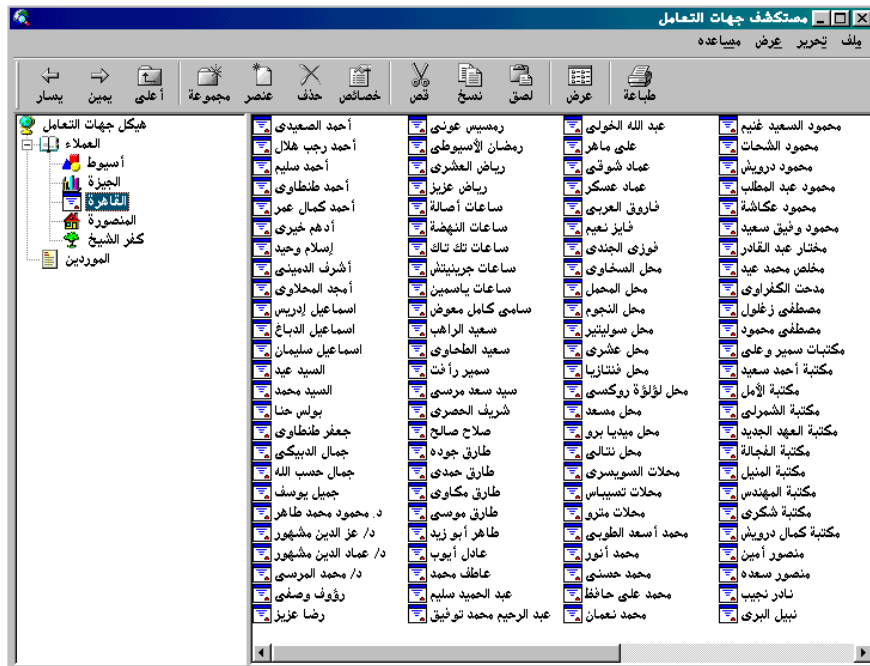 مستكشف جهات التعامل
ملف تحرير عرض مساعده
يسار يمين أعلى مجموعة عنصر حذف خصائص قص نسخ لصق عرض طباعة
هيكل جهات التعامل
العملاء
أسيوط
الجيزة
القاهرة
المنصورة
كفر الشيخ
الموردين
أحمد الصعيدى
أحمد رجب هلال
أحمد سليم
أحمد طنطاوى
أحمد كمال عمر
أدهم خيرى
إسلام وحيد
أشرف الدمينى
أمجد المحلاوى
اسماعيل إدريس
اسماعيل الدباغ
اسماعيل سليمان
السيد عيد
السيد محمد
بولس حنا
جعفر طنطاوى
جمال الدبيكى
جمال حسب الله
جميل يوسف
د. محمود محمد طاهر
د/ عز الدين مشهور
د/ عماد الدين مشهور
د/ محمد المرسى
رؤوف وصفى
رضا عزيز
رمسيس عونى
رمضان الأسيوطى
رياض العشرى
رياض عزيز
ساعات أصالة
ساعات النهضة
ساعات تك تاك
ساعات جرينيتش
ساعات ياسمين
سامى كامل معوض
سعيد الراهب
سعيد الطحاوى
سمير رأفت
سيد سعد مرسى
شريف الحصرى
صلاح صالح
طارق جوده
طارق حمدى
طارق مكاوى
طارق موسى
طاهر أبو زيد
عادل أيوب
عاطف محمد
عبد الحميد سليم
عبد الرحيم محمد توفيق
عبد الله الخولى
على ماهر
عماد شوقى
عماد عسكر
فاروق العربى
فايز نعيم
فوزى الجندى
محل السخاوى
محل المحمل
محل النجوم
محل سوليتير
محل عشرى
محل فنتازيا
محل لؤلؤة روكسى
محل مسعد
محل ميديا برو
محل نتالى
محلات السويسرى
محلات تسيباس
محلات مترو
محمد أسعد الطوبى
محمد أنور
محمد حسنى
محمد على حافظ
محمد نعمان
محمود السعيد غنيم
محمود الشحات
محمود درويش
محمود عبد المطلب
محمود عكاشة
محمود وفيق سعيد
مختار عبد القادر
مخلص محمد عيد
مدحت الكفراوى
مصطفى زغلول
مصطفى محمود
مكتبات سمير وعلى
مكتبة أحمد سعيد
مكتبة الأمل
مكتبة الشمرلى
مكتبة العهد الجديد
مكتبة الفجالة
مكتبة المنيل
مكتبة المهندس
مكتبة شكرى
مكتبة كمال درويش
منصور أمين
منصور سعده
نادر نجيب
نبيل البرى